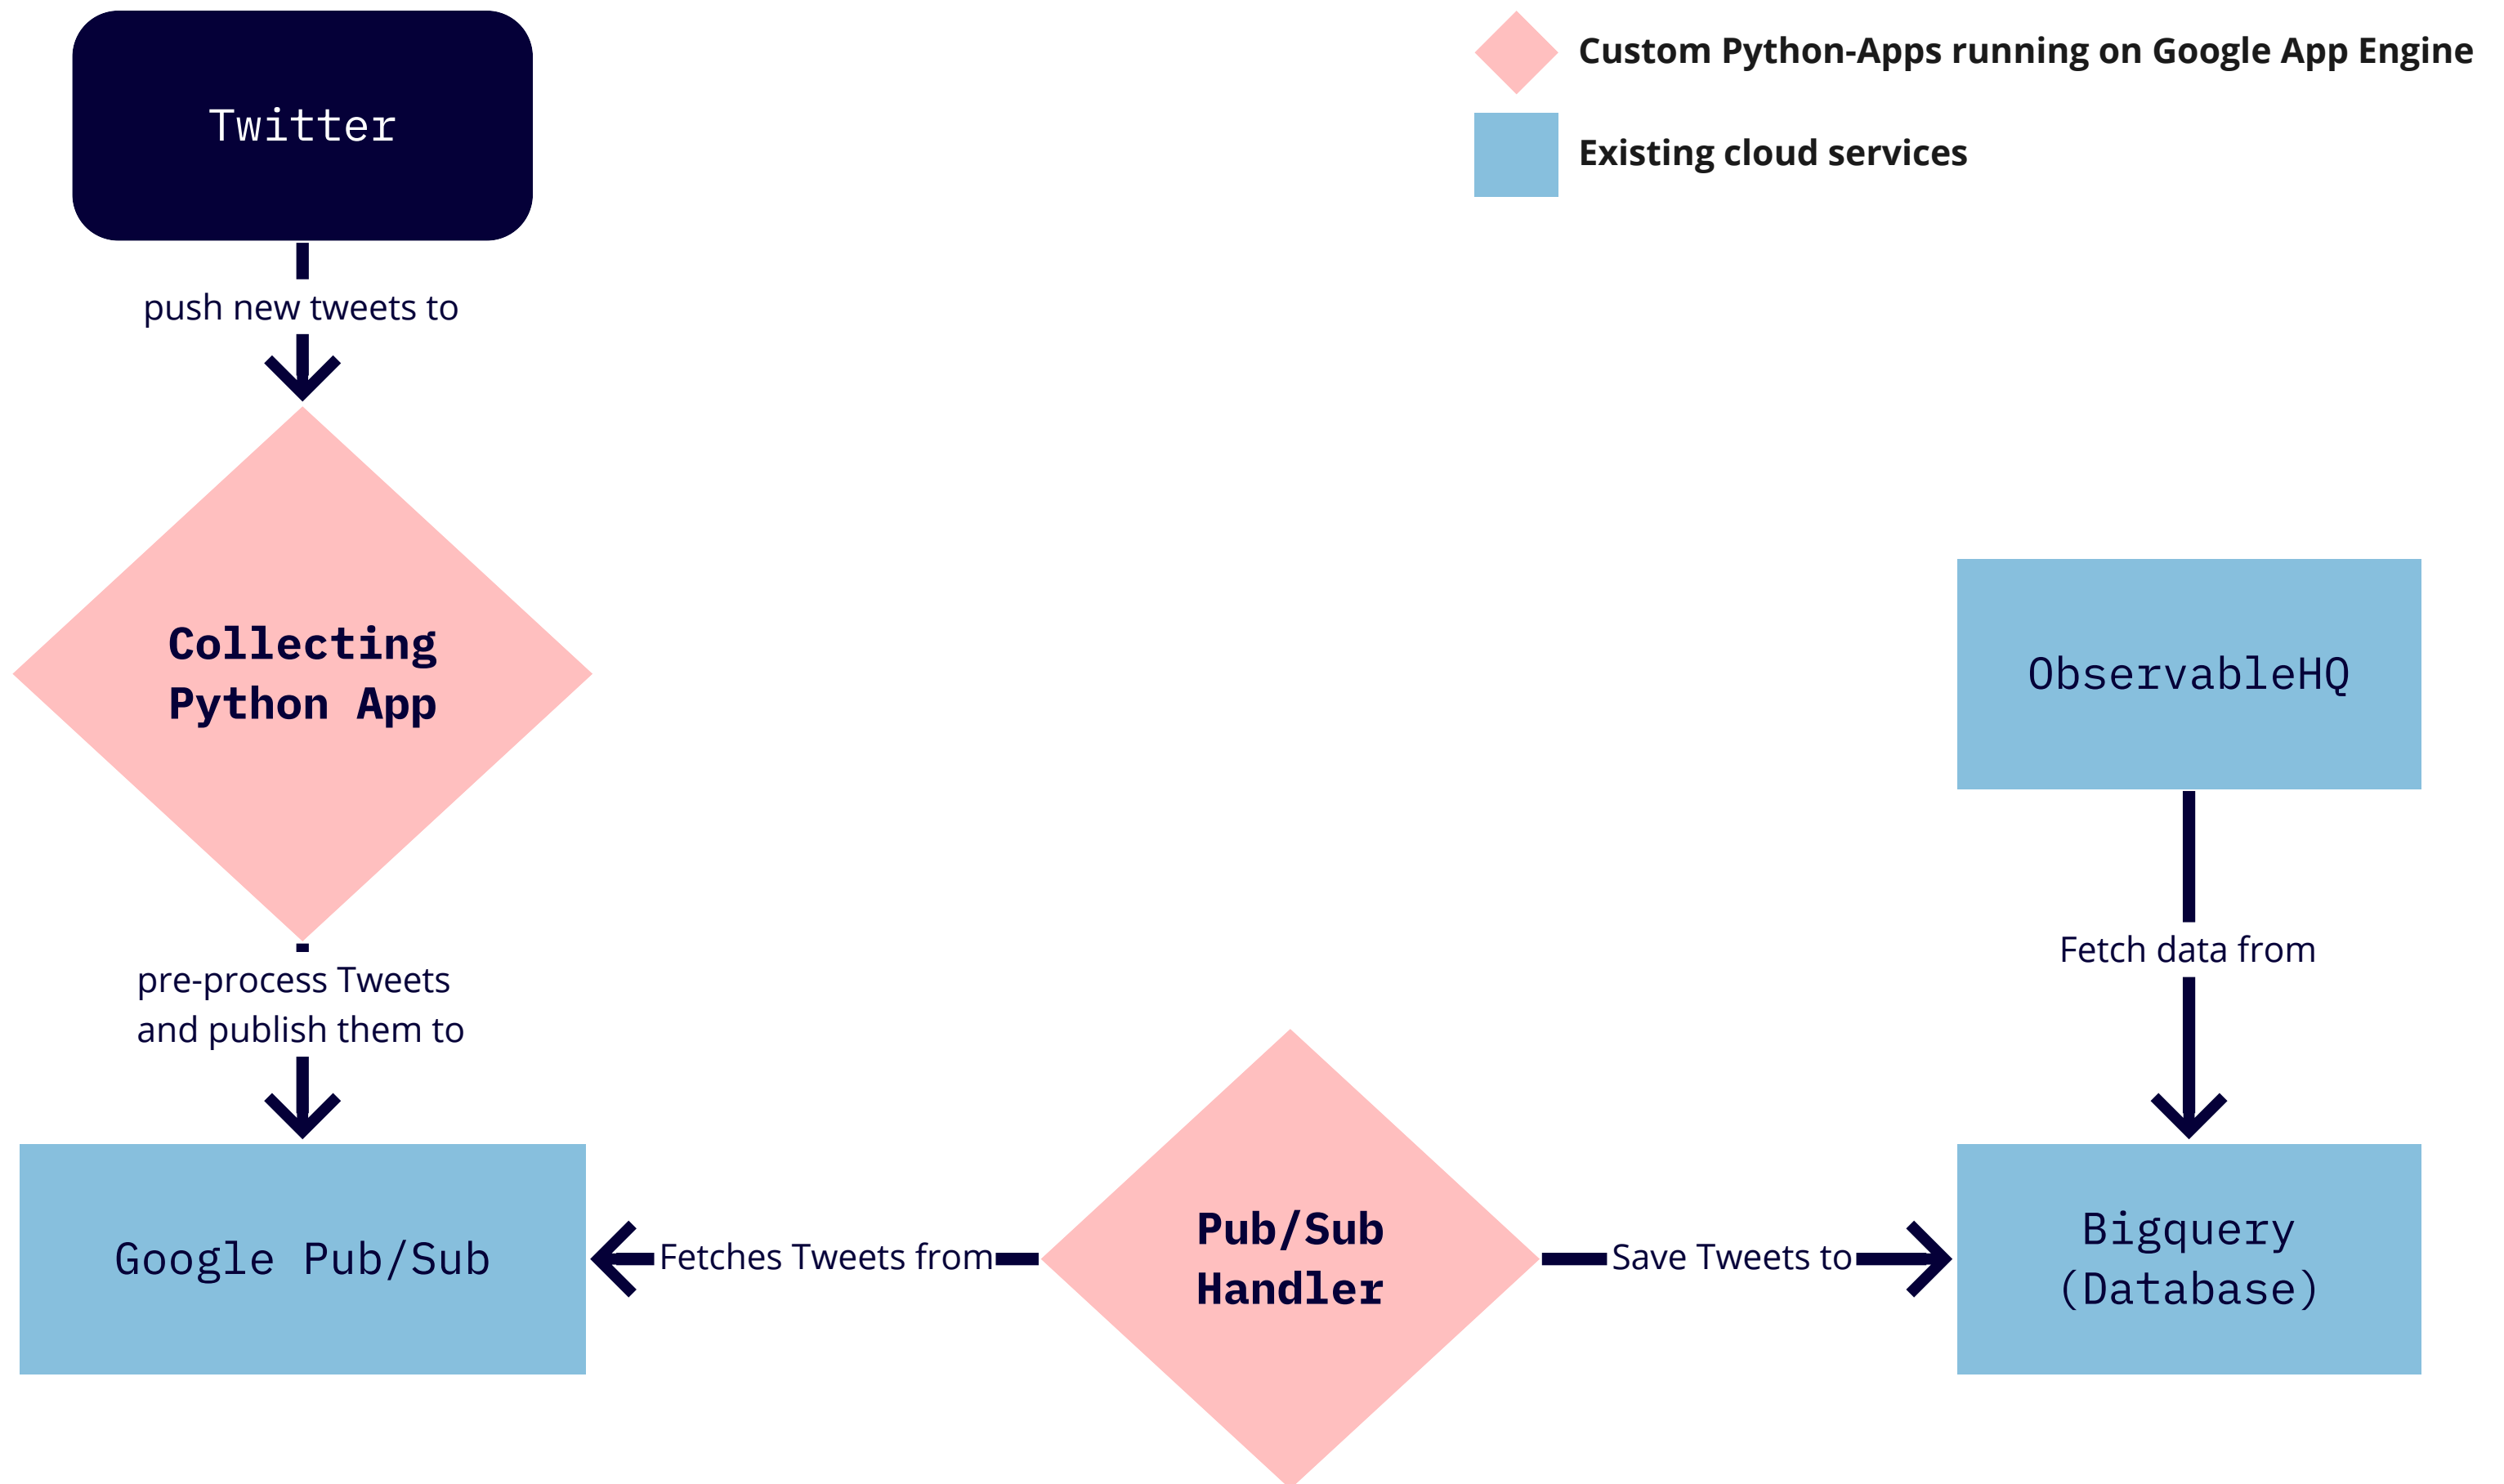 Twitter
Custom Python-Apps running on Google App Engine
Existing cloud services
push new tweets to
Collecting
Python App
ObservableHQ
pre-process Tweets
and publish them to
Fetch data from
Google Pub/Sub
Fetches Tweets from
Pub/Sub
Handler
Save Tweets to
Bigquery
(Database)